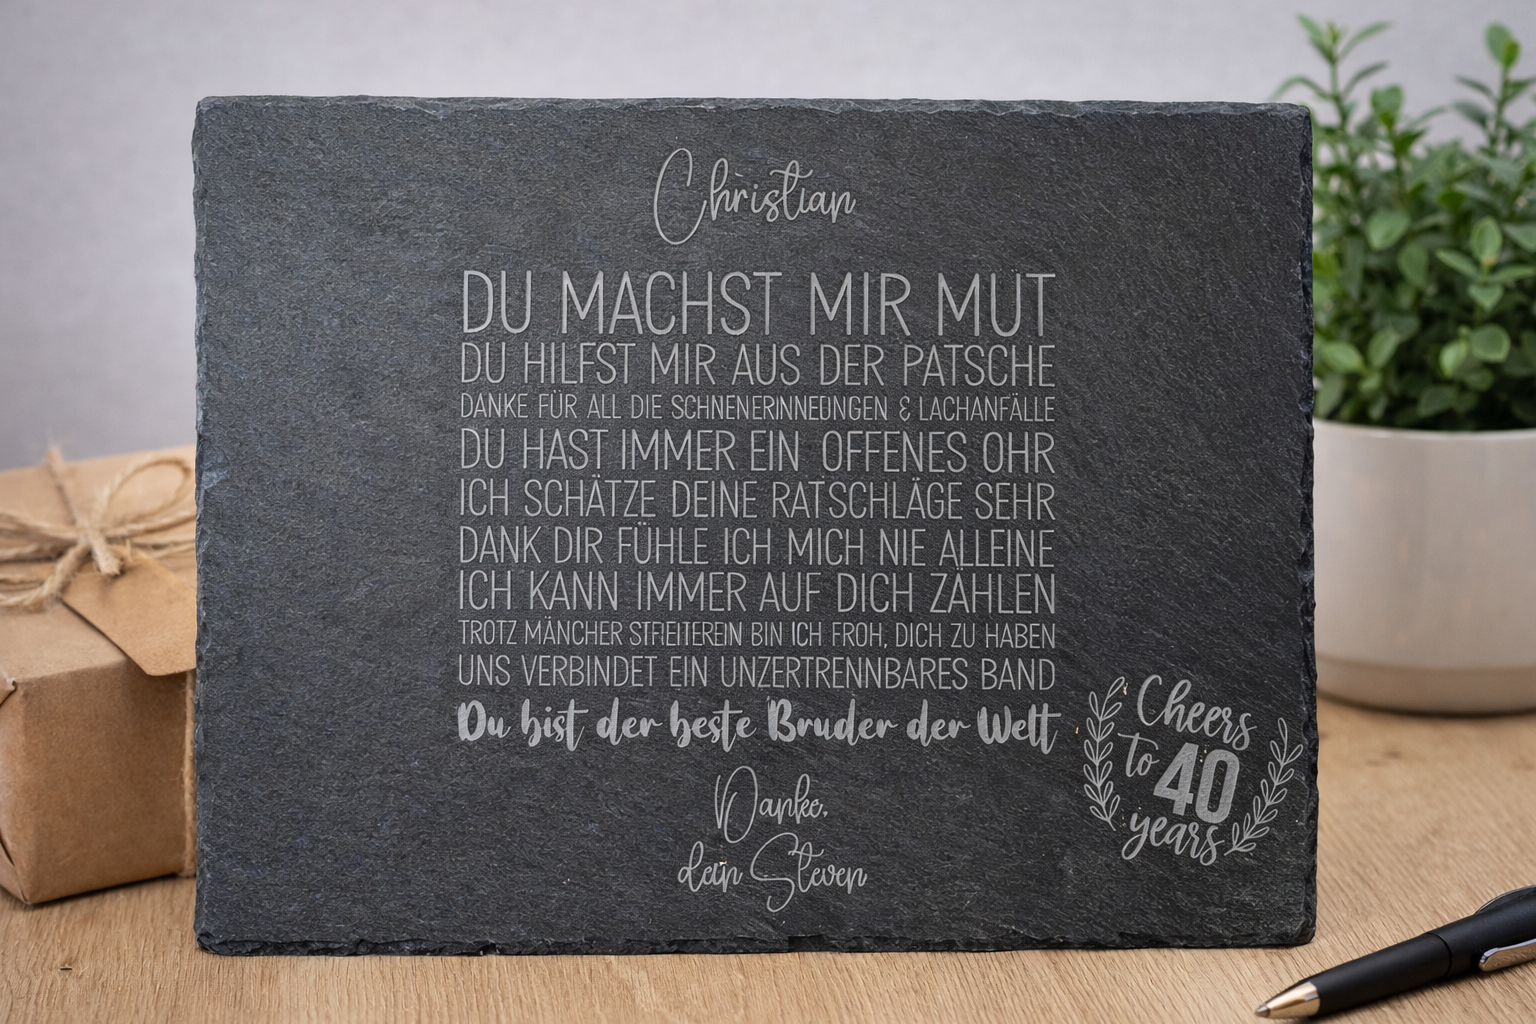 Christian
DU MACHST MIR MUT
DU HILFST MIR AUS DER PATSCHE
DANKE FÜR ALL DIE & LACHANFÄLLE
DU HAST IMMER EIN OFFENES OHR
ICH SCHÄTZE DEINE RATSCHLÄGE SEHR
DANK DIR FÜHLE ICH MICH NIE ALLEINE
ICH KANN IMMER AUF DICH ZÄHLEN
TROTZ MÄNCHER BIN ICH FROH, DICH ZU HABEN
UNS VERBINDET EIN UNZERTRENNBARES BAND
Du bist der beste Bruder der Welt
Danke,
dein Steven
Cheers
to 40
years